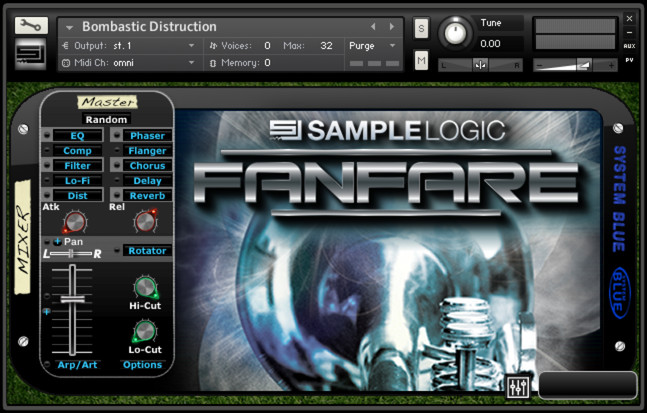 Bombastic Distruction
Output: st. 1 Voices: 0 Max: 32 Purge
Midi Ch: omni Memory: 0
S
M
Tune
0.00
L R
- +
×
-
AUX
PV
Master
Random
EQ Phaser
Comp Flanger
Filter Chorus
Lo-Fi Delay
Dist Reverb
Atk Rel
Pan
L R
Rotator
Hi-Cut
Lo-Cut
Arp/Art Options
MIXER
SAMPLELOGIC
FANFARE
SYSTEM BLUE
BLUE